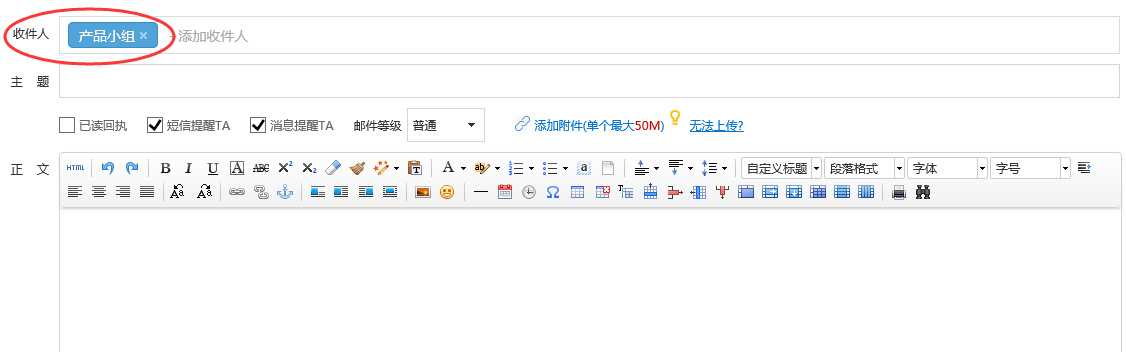 收件人 产品小组 × +添加收件人
主 题
已读回执 短信提醒TA 消息提醒TA 邮件等级 普通 添加附件(单个最大50M) 无法上传?
正 文 HTML B I U A ABC X² X₂ A ab 自定义标题 段落格式 字体 字号